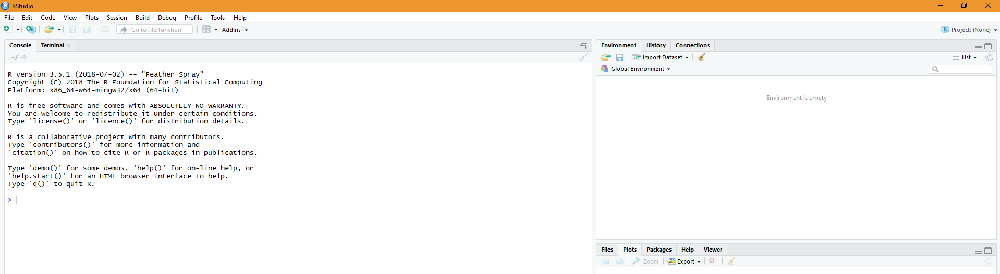 RStudio
File Edit Code View Plots Session Build Debug Profile Tools Help
Go to file/function Addins Project: (None)
Console Terminal
~/
R version 3.5.1 (2018-07-02) -- "Feather Spray"
Copyright (C) 2018 The R Foundation for Statistical Computing
Platform: x86_64-w64-mingw32/x64 (64-bit)
R is free software and comes with ABSOLUTELY NO WARRANTY.
You are welcome to redistribute it under certain conditions.
Type 'license()' or 'licence()' for distribution details.
R is a collaborative project with many contributors.
Type 'contributors()' for more information and
'citation()' on how to cite R or R packages in publications.
Type 'demo()' for some demos, 'help()' for on-line help, or
'help.start()' for an HTML browser interface to help.
Type 'q()' to quit R.
>
Environment History Connections
Import Dataset List
Global Environment
Environment is empty
Files Plots Packages Help Viewer
Zoom Export